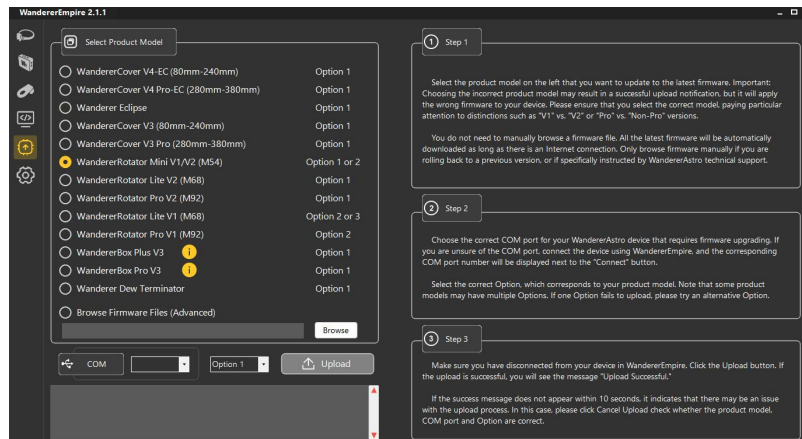 WandererEmpire 2.1.1
Select Product Model
WandererCover V4-EC (80mm-240mm) Option 1
WandererCover V4 Pro-EC (280mm-380mm) Option 1
Wanderer Eclipse Option 1
WandererCover V3 (80mm-240mm) Option 1
WandererCover V3 Pro (280mm-380mm) Option 1
WandererRotator Mini V1/V2 (M54) Option 1 or 2
WandererRotator Lite V2 (M68) Option 1
WandererRotator Pro V2 (M92) Option 1
WandererRotator Lite V1 (M68) Option 2 or 3
WandererRotator Pro V1 (M92) Option 2
WandererBox Plus V3 i Option 1
WandererBox Pro V3 i Option 1
Wanderer Dew Terminator Option 1
Browse Firmware Files (Advanced)
Browse
COM Option 1 Upload
1 Step 1
Select the product model on the left that you want to update to the latest firmware. Important:
Choosing the incorrect product model may result in a successful upload notification, but it will apply
the wrong firmware to your device. Please ensure that you select the correct model, paying particular
attention to distinctions such as "V1" vs. "V2" or "Pro" vs. "Non-Pro" versions.
You do not need to manually browse a firmware file. All the latest firmware will be automatically
downloaded as long as there is an Internet connection. Only browse firmware manually if you are
rolling back to a previous version, or if specifically instructed by WandererAstro technical support.
2 Step 2
Choose the correct COM port for your WandererAstro device that requires firmware upgrading. If
you are unsure of the COM port, connect the device using WandererEmpire, and the corresponding
COM port number will be displayed next to the "Connect" button.
Select the correct Option, which corresponds to your product model. Note that some product
models may have multiple Options. If one Option fails to upload, please try an alternative Option.
3 Step 3
Make sure you have disconnected from your device in WandererEmpire. Click the Upload button. If
the upload is successful, you will see the message "Upload Successful."
If the success message does not appear within 10 seconds, it indicates that there may be an issue
with the upload process. In this case, please click Cancel Upload check whether the product model,
COM port and Option are correct.